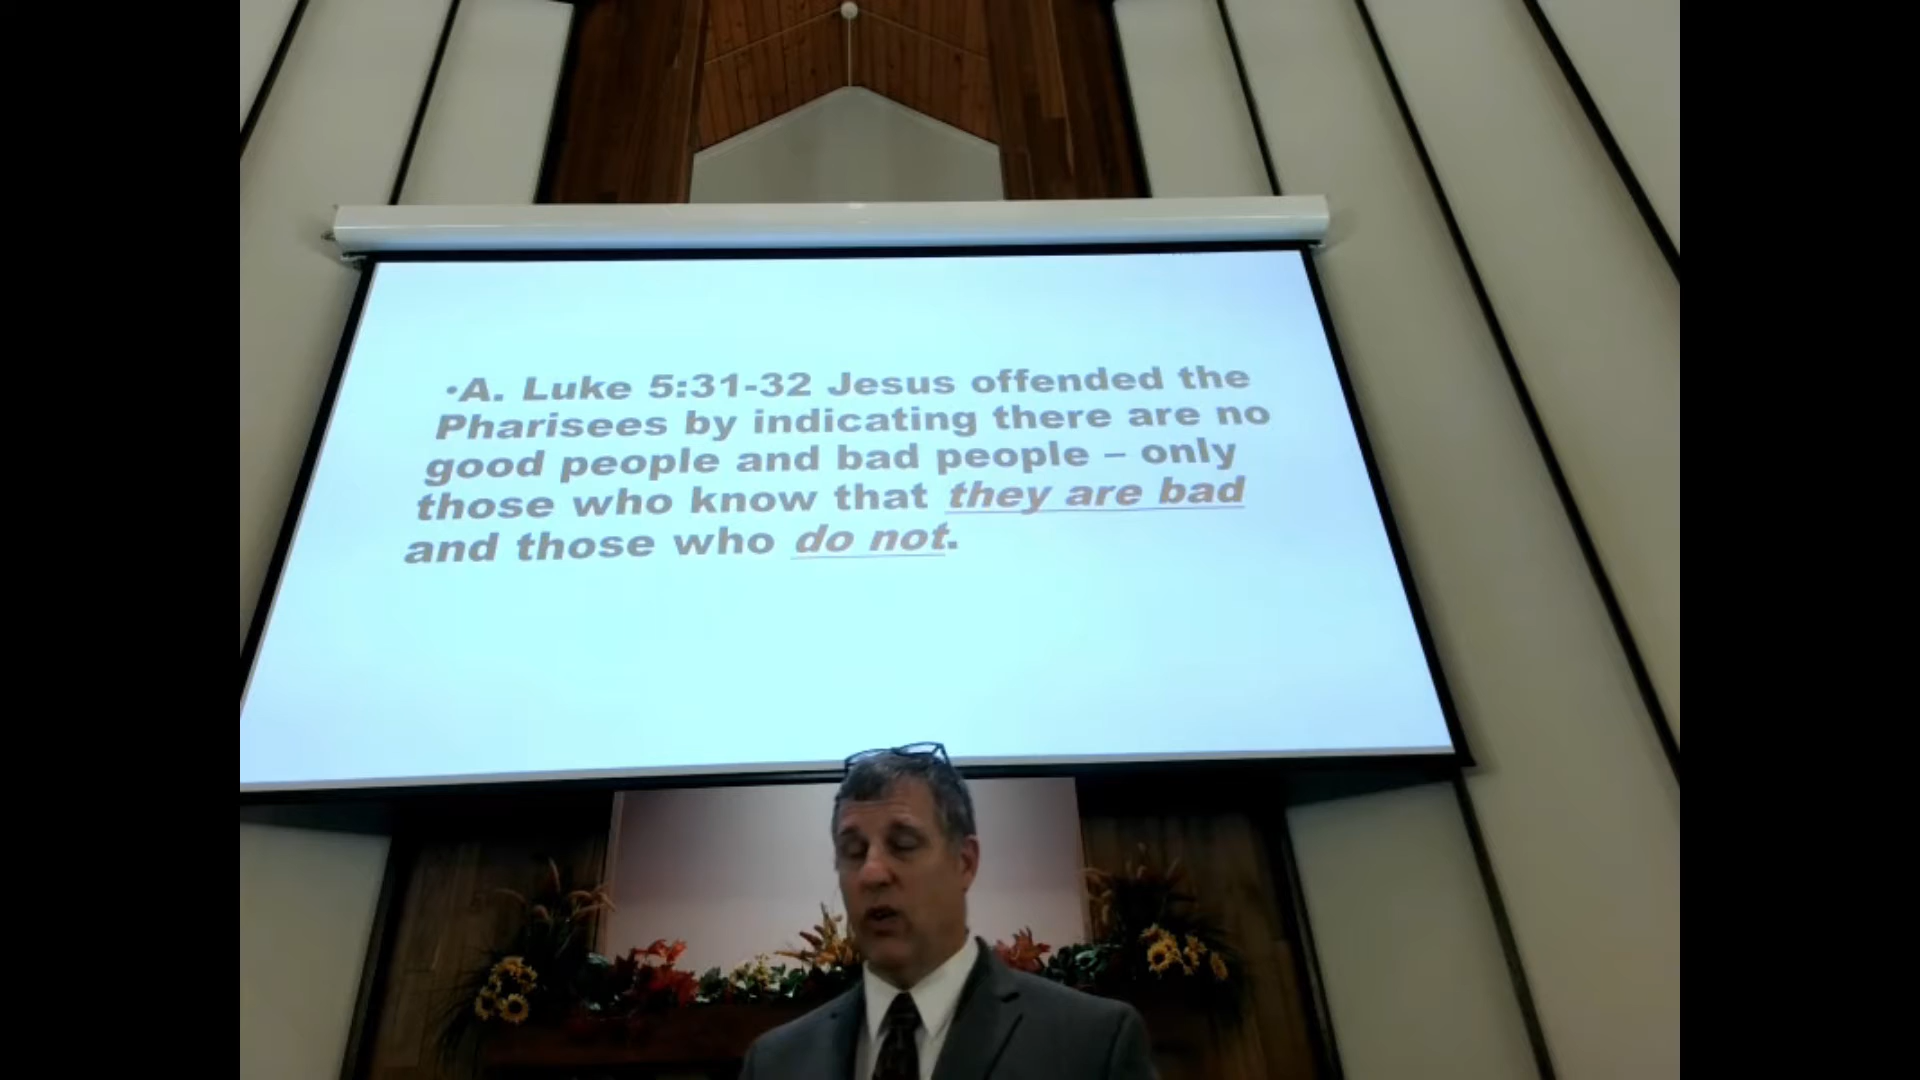 •A. Luke 5:31-32 Jesus offended the
Pharisees by indicating there are no
good people and bad people – only
those who know that they are bad
and those who do not.